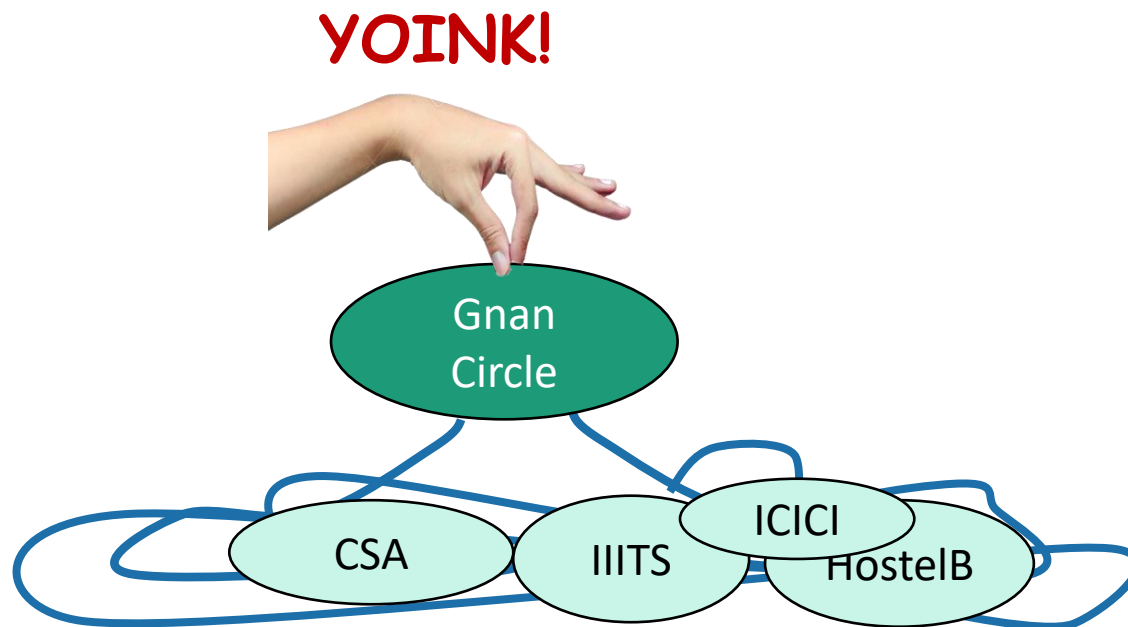 YOINK!
Gnan
Circle
CSA
IIITS
ICICI
HostelB